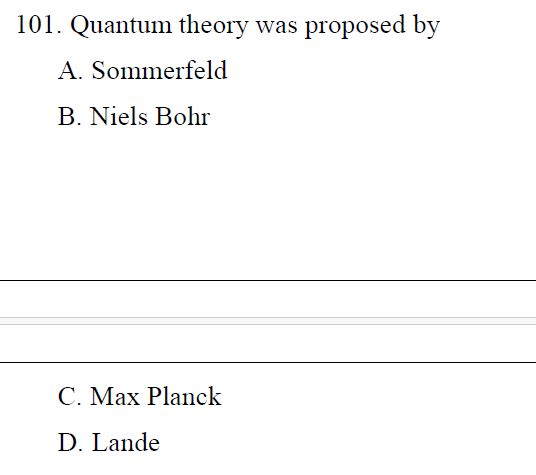 101. Quantum theory was proposed by
A. Sommerfeld
B. Niels Bohr
C. Max Planck
D. Lande